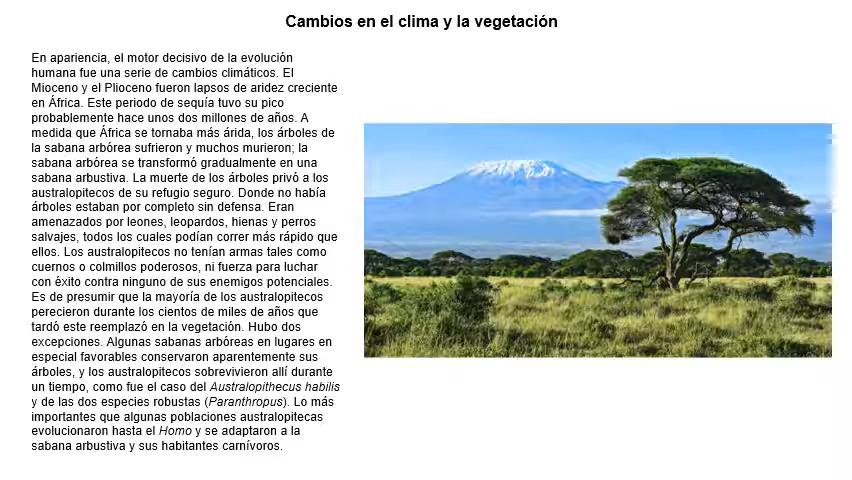 Cambios en el clima y la vegetación
En apariencia, el motor decisivo de la evolución
humana fue una serie de cambios climáticos. El
Mioceno y el Plioceno fueron lapsos de aridez creciente
en África. Este periodo de sequía tuvo su pico
probablemente hace unos dos millones de años. A
medida que África se tornaba más árida, los árboles de
la sabana arbórea sufrieron y muchos murieron; la
sabana arbórea se transformó gradualmente en una
sabana arbustiva. La muerte de los árboles privó a los
australopitecos de su refugio seguro. Donde no había
árboles estaban por completo sin defensa. Eran
amenazados por leones, leopardos, hienas y perros
salvajes, todos los cuales podían correr más rápido que
ellos. Los australopitecos no tenían armas tales como
cuernos o colmillos poderosos, ni fuerza para luchar
con éxito contra ninguno de sus enemigos potenciales.
Es de presumir que la mayoría de los australopitecos
perecieron durante los cientos de miles de años que
tardó este reemplazó en la vegetación. Hubo dos
excepciones. Algunas sabanas arbóreas en lugares en
especial favorables conservaron aparentemente sus
árboles, y los australopitecos sobrevivieron allí durante
un tiempo, como fue el caso del Australopithecus habilis
y de las dos especies robustas (Paranthropus). Lo más
importantes que algunas poblaciones australopitecas
evolucionaron hasta el Homo y se adaptaron a la
sabana arbustiva y sus habitantes carnívoros.